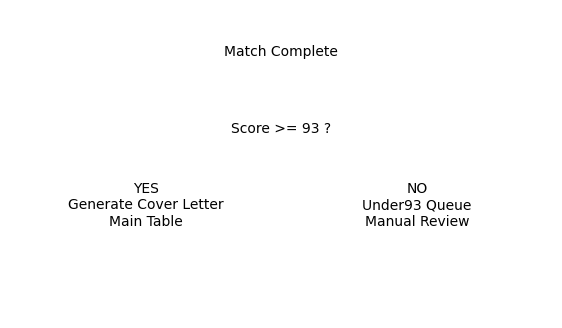 Match Complete
Score >= 93 ?
YES
Generate Cover Letter
Main Table
NO
Under93 Queue
Manual Review